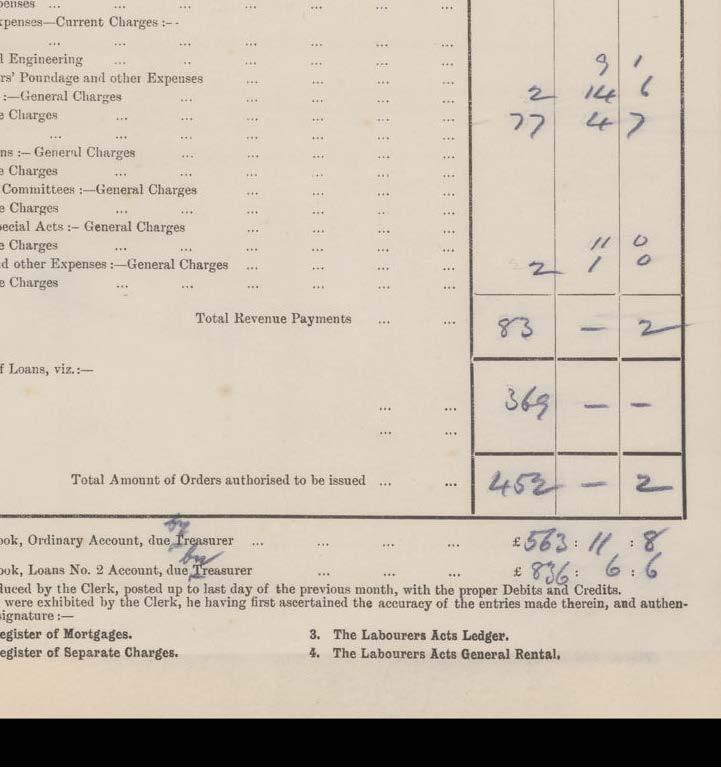 penses ... ... ... ... ... ...
xpenses—Current Charges :-- ... ... ...
... ... ... ... ... ...
l Engineering ... .. ... ... ... 9 1
rs' Poundage and other Expenses ... ... ... ...
:—General Charges ... ... ... ... 2 14 6
e Charges ... ... ... ... ... 77 4 7
... ... ... ... ... ...
ns :– General Charges ... ... ... ...
e Charges ... ... ... ... ...
Committees :—General Charges ... ... ...
e Charges ... ... ... ... ...
ecial Acts :– General Charges ... ... ... ...
e Charges ... ... ... ... ... 11 0
d other Expenses :—General Charges ... ... ... ... 2 1 0
e Charges ... ... ... ... ...
Total Revenue Payments ... ... 83 — 2
f Loans, viz.:—
... ... 369 — —
... ...
Total Amount of Orders authorised to be issued ... ... 452 — 2
by
ook, Ordinary Account, due Treasurer ... ... ... ... £ 563 : 11 : 8
by
ook, Loans No. 2 Account, due Treasurer ... ... ... £ 836 : 6 : 6
duced by the Clerk, posted up to last day of the previous month, with the proper Debits and Credits.
were exhibited by the Clerk, he having first ascertained the accuracy of the entries made therein, and authen-
signature :—
egister of Mortgages. 3. The Labourers Acts Ledger.
egister of Separate Charges. 4. The Labourers Acts General Rental.